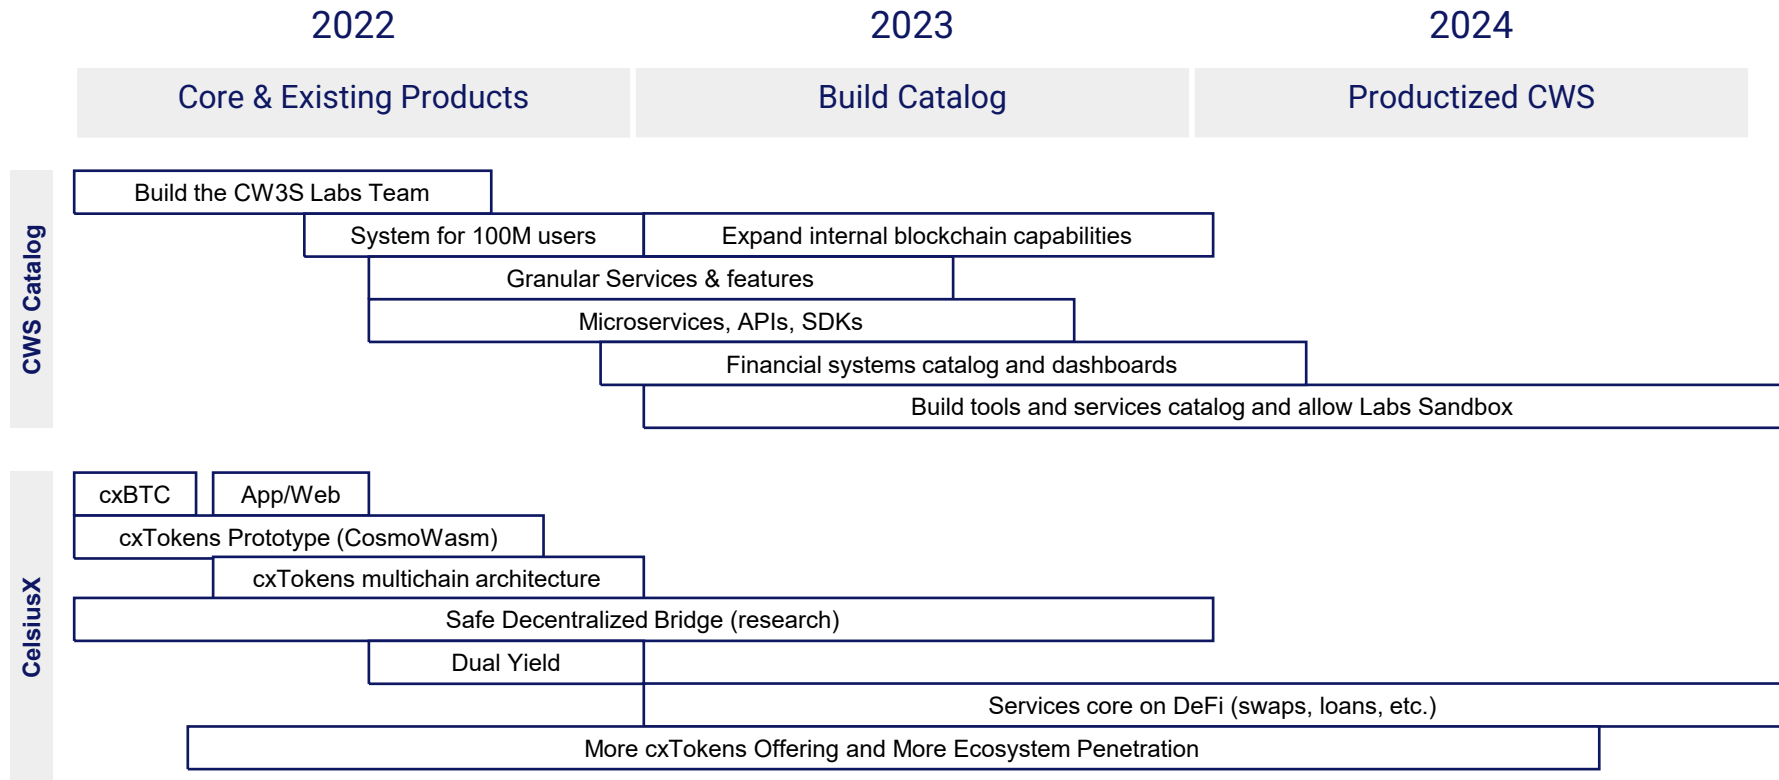 2022
2023
2024
Core & Existing Products
Build Catalog
Productized CWS
CWS Catalog
Build the CW3S Labs Team
System for 100M users
Expand internal blockchain capabilities
Granular Services & features
Microservices, APIs, SDKs
Financial systems catalog and dashboards
Build tools and services catalog and allow Labs Sandbox
CelsiusX
cxBTC
App/Web
cxTokens Prototype (CosmoWasm)
cxTokens multichain architecture
Safe Decentralized Bridge (research)
Dual Yield
Services core on DeFi (swaps, loans, etc.)
More cxTokens Offering and More Ecosystem Penetration